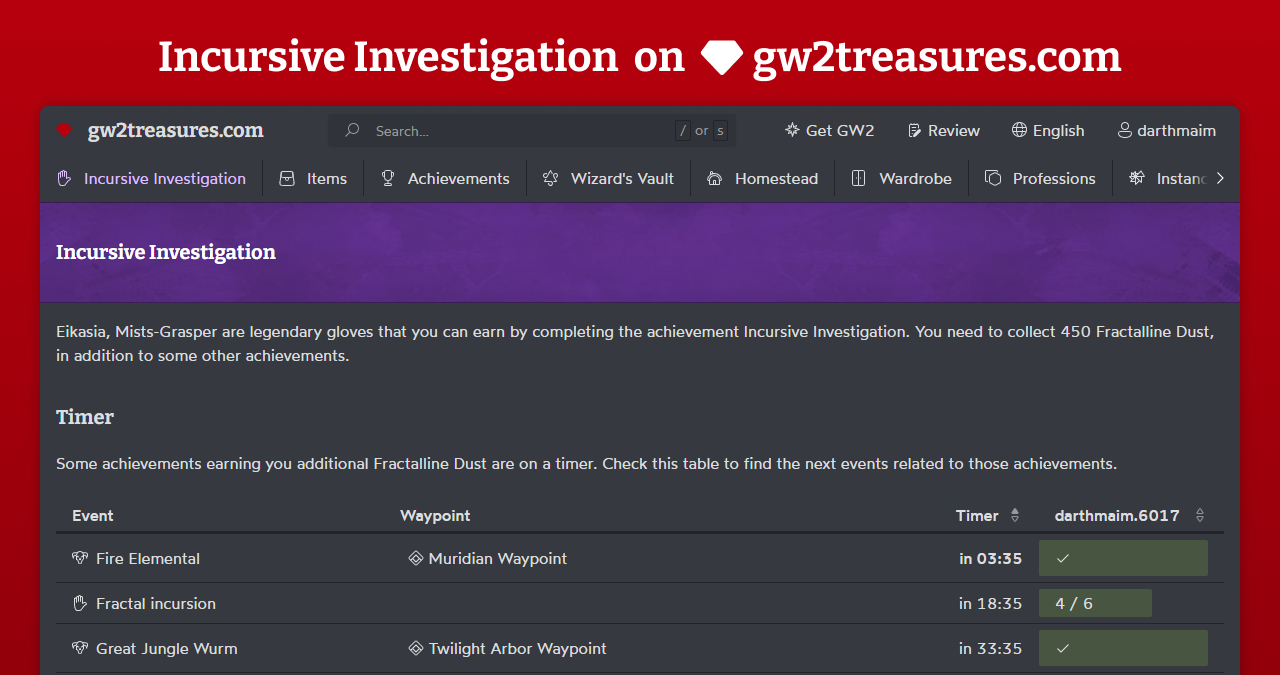 Incursive Investigation on gw2treasures.com
gw2treasures.com Search... / or s Get GW2 Review English darthmaim
Incursive Investigation Items Achievements Wizard's Vault Homestead Wardrobe Professions Instanc
Incursive Investigation
Eikasia, Mists-Grasper are legendary gloves that you can earn by completing the achievement Incursive Investigation. You need to collect 450 Fractalline Dust,
in addition to some other achievements.
Timer
Some achievements earning you additional Fractalline Dust are on a timer. Check this table to find the next events related to those achievements.
Event Waypoint Timer darthmaim.6017
Fire Elemental Muridian Waypoint in 03:35
Fractal incursion in 18:35 4 / 6
Great Jungle Wurm Twilight Arbor Waypoint in 33:35